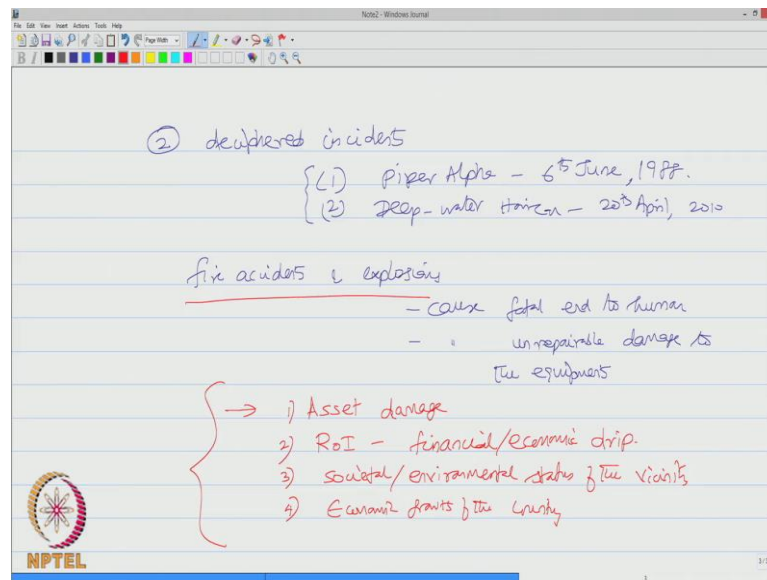 Note2 - Windows Journal
File Edit View Insert Actions Tools Help
Page Width
B I
② deciphered incidents
(1) Piper Alpha - 6th June, 1988.
(2) Deep-water Horizon - 20th April, 2010
fire accidents & explosions
- cause fatal end to human
- " unrepairable damage to
the equipment
→ 1) Asset damage
2) RoI - financial/economic drip.
3) societal/environmental status of the vicinity
4) Economic growth of the country
NPTEL